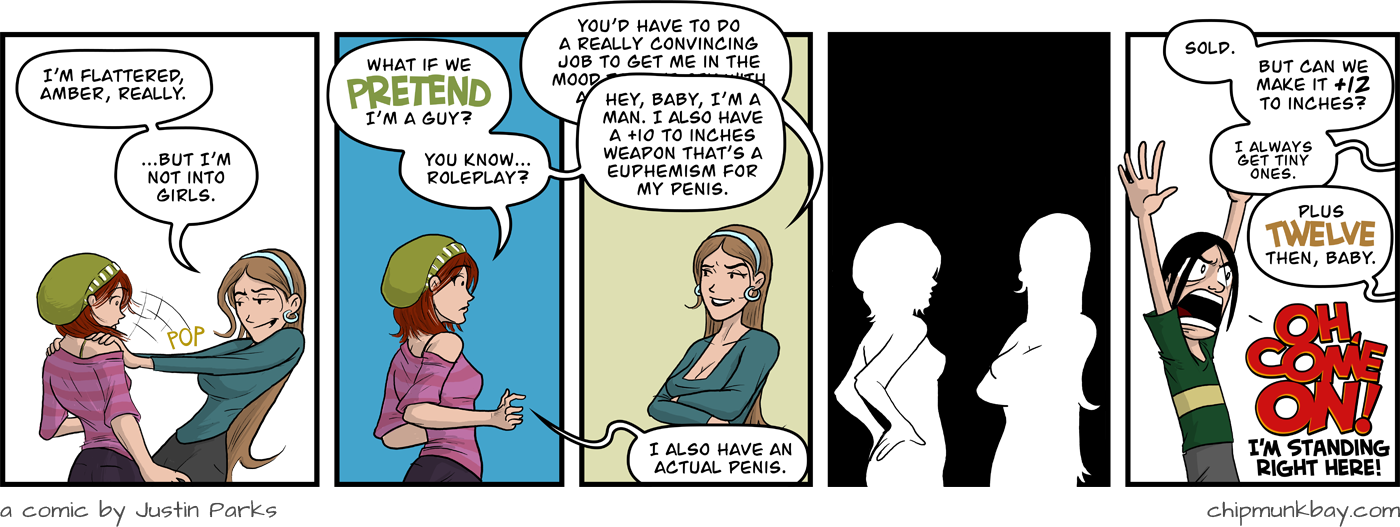 I'M FLATTERED,
AMBER, REALLY.
...BUT I'M
NOT INTO
GIRLS.
POP
WHAT IF WE
PRETEND
I'M A GUY?
YOU KNOW...
ROLEPLAY?
YOU'D HAVE TO DO
A REALLY CONVINCING
JOB TO GET ME IN THE
MOOD
HEY, BABY, I'M A
MAN. I ALSO HAVE
A +10 TO INCHES
WEAPON THAT'S A
EUPHEMISM FOR
MY PENIS.
I ALSO HAVE AN
ACTUAL PENIS.
SOLD.
BUT CAN WE
MAKE IT +12
TO INCHES?
I ALWAYS
GET TINY
ONES.
PLUS
TWELVE
THEN, BABY.
OH,
COME
ON!
I'M STANDING
RIGHT HERE!
a comic by Justin Parks
chipmunkbay.com